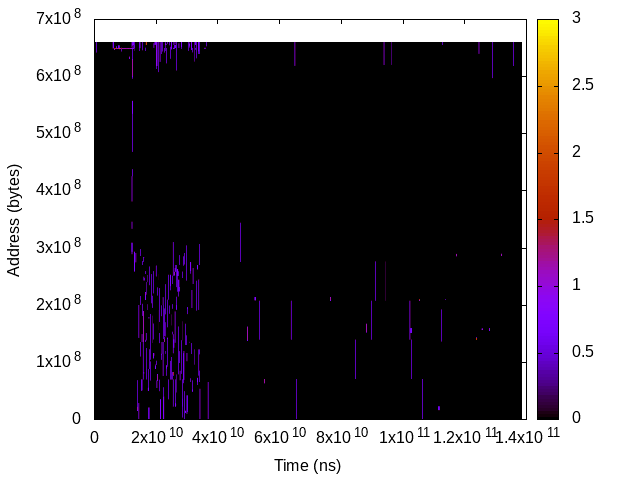 7x10^8
6x10^8
5x10^8
4x10^8
3x10^8
2x10^8
1x10^8
0
Address (bytes)
0 2x10^10 4x10^10 6x10^10 8x10^10 1x10^11 1.2x10^11 1.4x10^11
Time (ns)
3
2.5
2
1.5
1
0.5
0